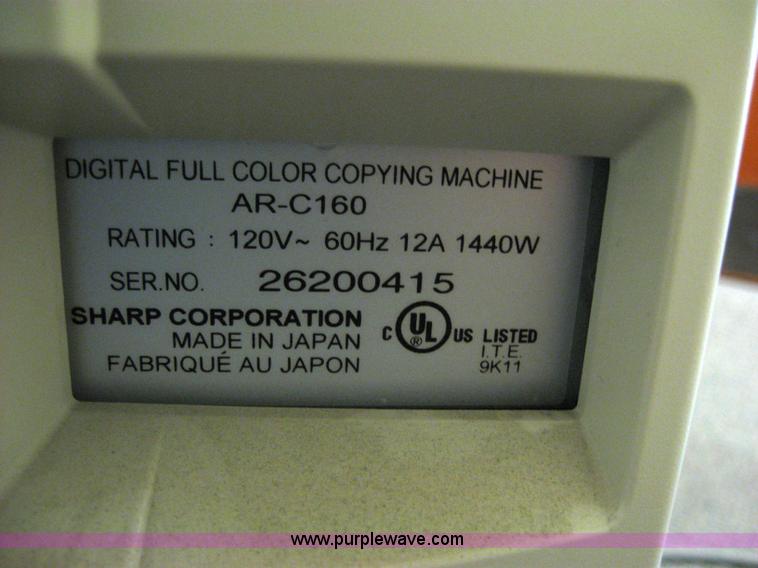 DIGITAL FULL COLOR COPYING MACHINE
AR-C160
RATING : 120V~ 60Hz 12A 1440W
SER.NO. 26200415
SHARP CORPORATION
MADE IN JAPAN
FABRIQUÉ AU JAPON
C UL ® US LISTED
I.T.E.
9K11
www.purplewave.com